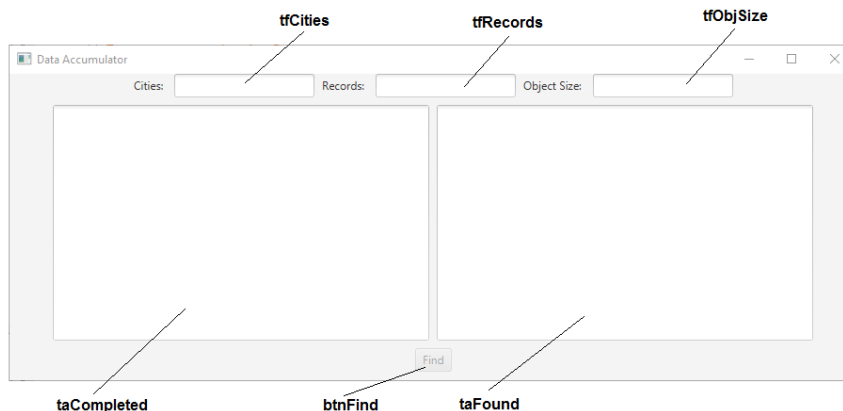 tfCities tfRecords tfObjSize
Data Accumulator
Cities: Records: Object Size:
Find
taCompleted btnFind taFound